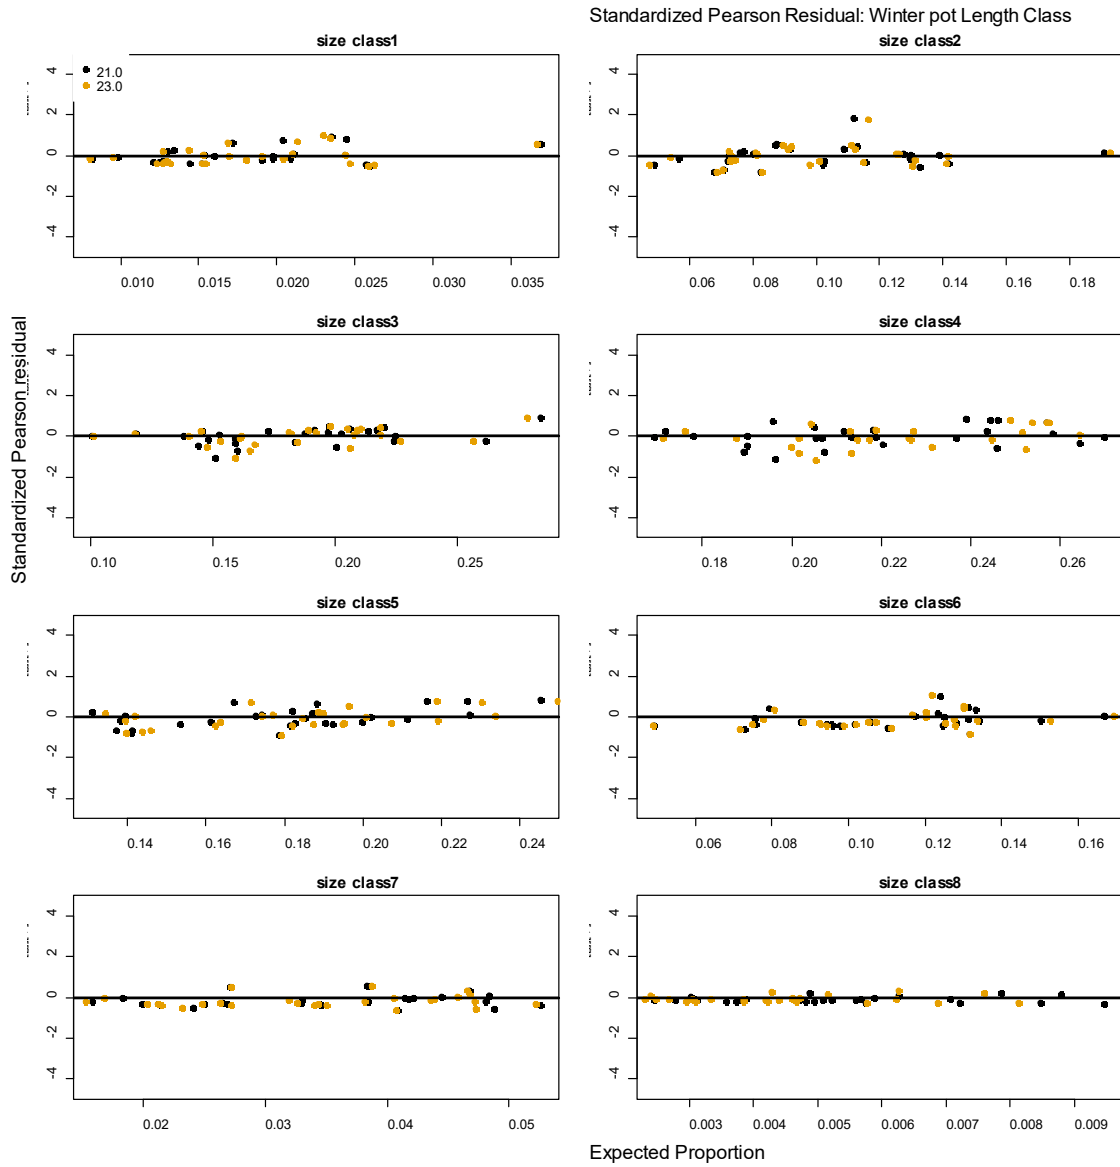 Standardized Pearson Residual: Winter pot Length Class
size class1
size class2
21.0
23.0
4
2
0
-2
-4
4
2
0
-2
-4
0.010 0.015 0.020 0.025 0.030 0.035
0.06 0.08 0.10 0.12 0.14 0.16 0.18
size class3
size class4
4
2
0
-2
-4
4
2
0
-2
-4
0.10 0.15 0.20 0.25
0.18 0.20 0.22 0.24 0.26
Standardized Pearson residual
size class5
size class6
4
2
0
-2
-4
4
2
0
-2
-4
0.14 0.16 0.18 0.20 0.22 0.24
0.06 0.08 0.10 0.12 0.14 0.16
size class7
size class8
4
2
0
-2
-4
4
2
0
-2
-4
0.02 0.03 0.04 0.05
0.003 0.004 0.005 0.006 0.007 0.008 0.009
Expected Proportion